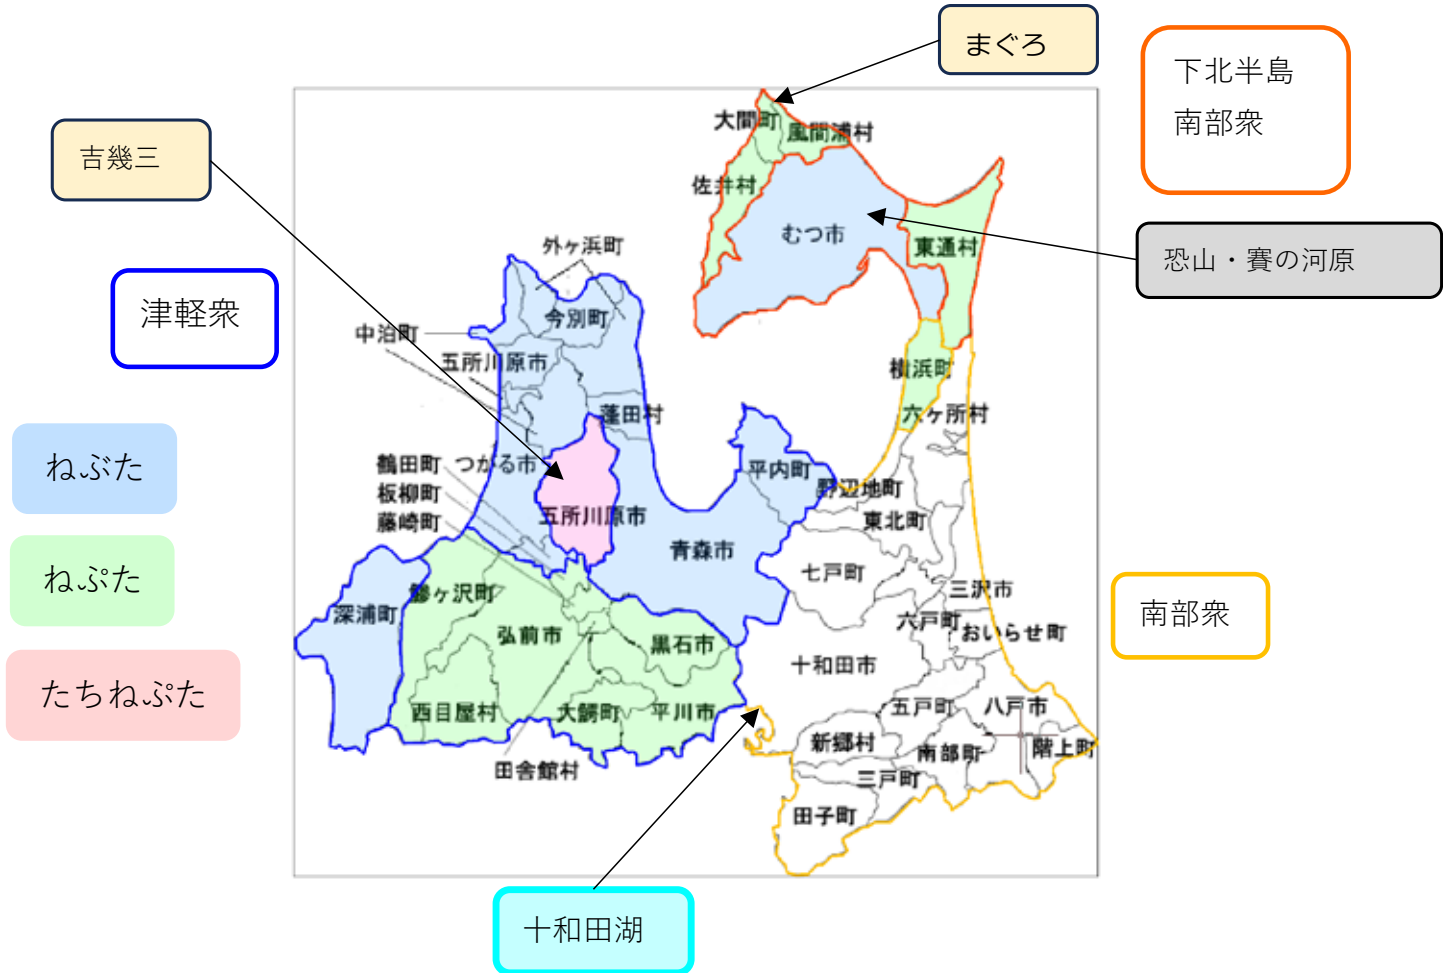 まぐろ
下北半島
南部衆
吉幾三
大間町
風間浦村
佐井村
むつ市
東通村
恐山・賽の河原
外ヶ浜町
津軽衆
今別町
中泊町
五所川原市
横浜町
蓬田村
六ヶ所村
ねぶた
鶴田町
つがる市
平内町
板柳町
野辺地町
藤崎町
五所川原市
東北町
青森市
ねぷた
七戸町
鰺ヶ沢町
三沢市
深浦町
六戸町
南部衆
弘前市
黒石市
おいらせ町
十和田市
たちねぷた
西目屋村
大鰐町
平川市
五戸町
八戸市
新郷村
南部町
階上町
田舎館村
三戸町
田子町
十和田湖